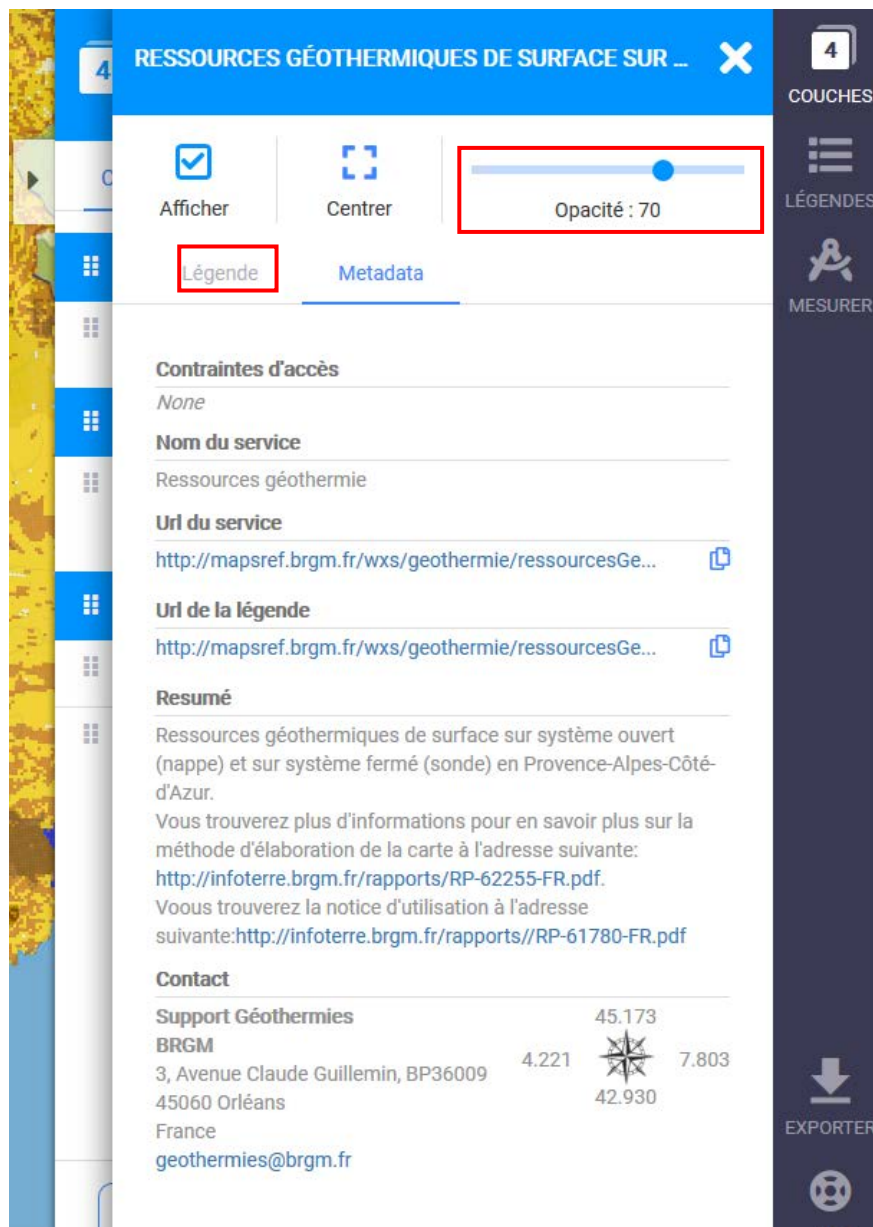 4
RESSOURCES GÉOTHERMIQUES DE SURFACE SUR ...
4
COUCHES
LÉGENDES
MESURER
Afficher
Centrer
Opacité : 70
Légende
Metadata
Contraintes d'accès
None
Nom du service
Ressources géothermie
Url du service
http://mapsref.brgm.fr/wxs/geothermie/ressourcesGe...
Url de la légende
http://mapsref.brgm.fr/wxs/geothermie/ressourcesGe...
Resumé
Ressources géothermiques de surface sur système ouvert
(nappe) et sur système fermé (sonde) en Provence-Alpes-Côté-
d'Azur.
Vous trouverez plus d'informations pour en savoir plus sur la
méthode d'élaboration de la carte à l'adresse suivante:
http://infoterre.brgm.fr/rapports/RP-62255-FR.pdf.
Voous trouverez la notice d'utilisation à l'adresse
suivante:http://infoterre.brgm.fr/rapports//RP-61780-FR.pdf
Contact
Support Géothermies
BRGM
3, Avenue Claude Guillemin, BP36009
45060 Orléans
France
geothermies@brgm.fr
45.173
4.221
7.803
42.930
EXPORTER